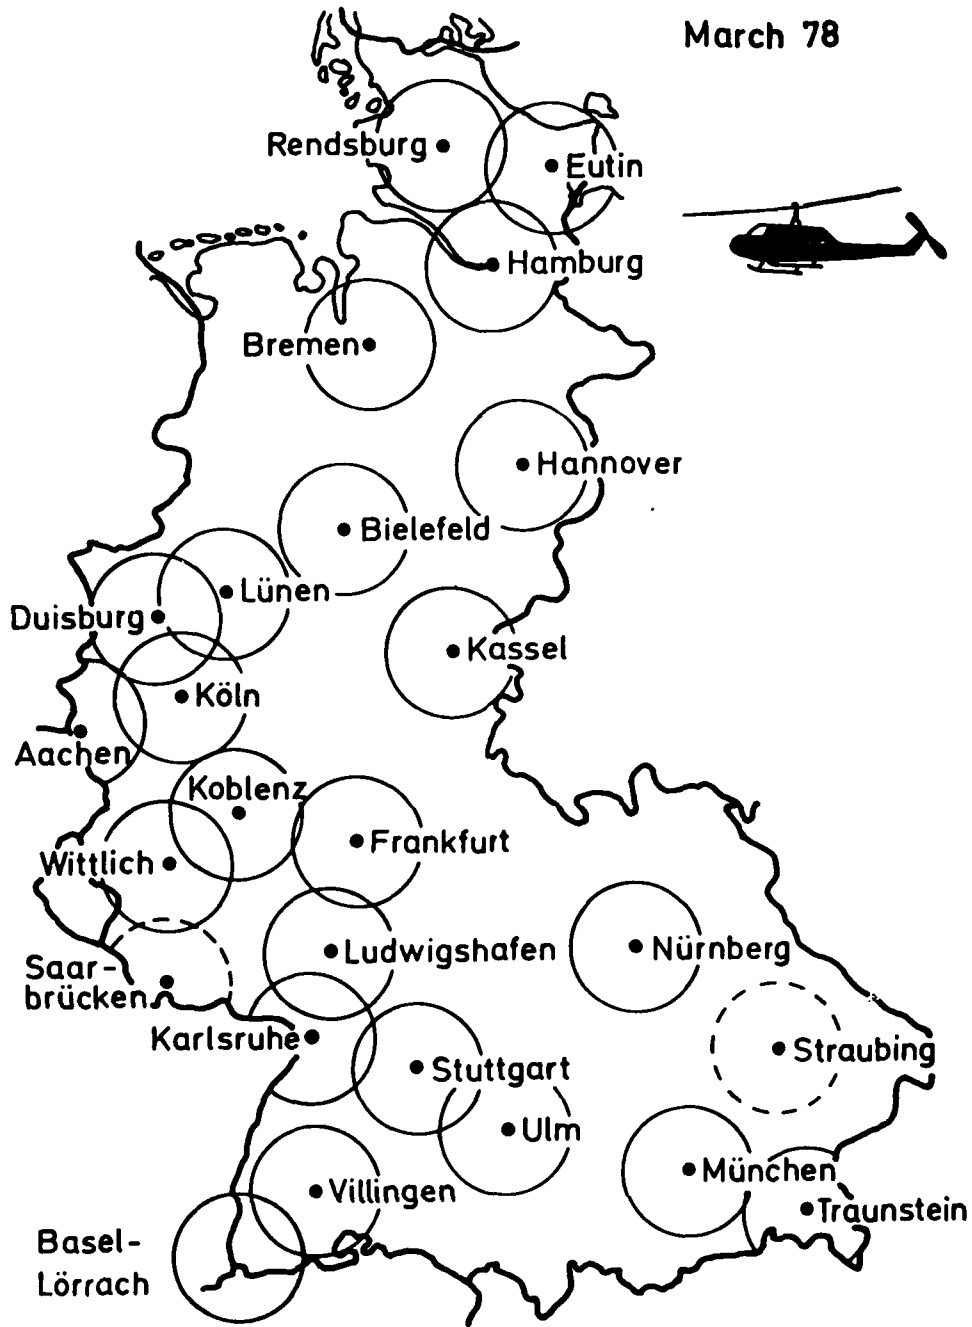 March 78
Rendsburg
Eutin
Hamburg
Bremen
Hannover
Bielefeld
Lünen
Duisburg
Kassel
Köln
Aachen
Koblenz
Frankfurt
Wittlich
Ludwigshafen
Nürnberg
Saar-
brücken
Karlsruhe
Straubing
Stuttgart
Ulm
München
Villingen
Traunstein
Basel-
Lörrach